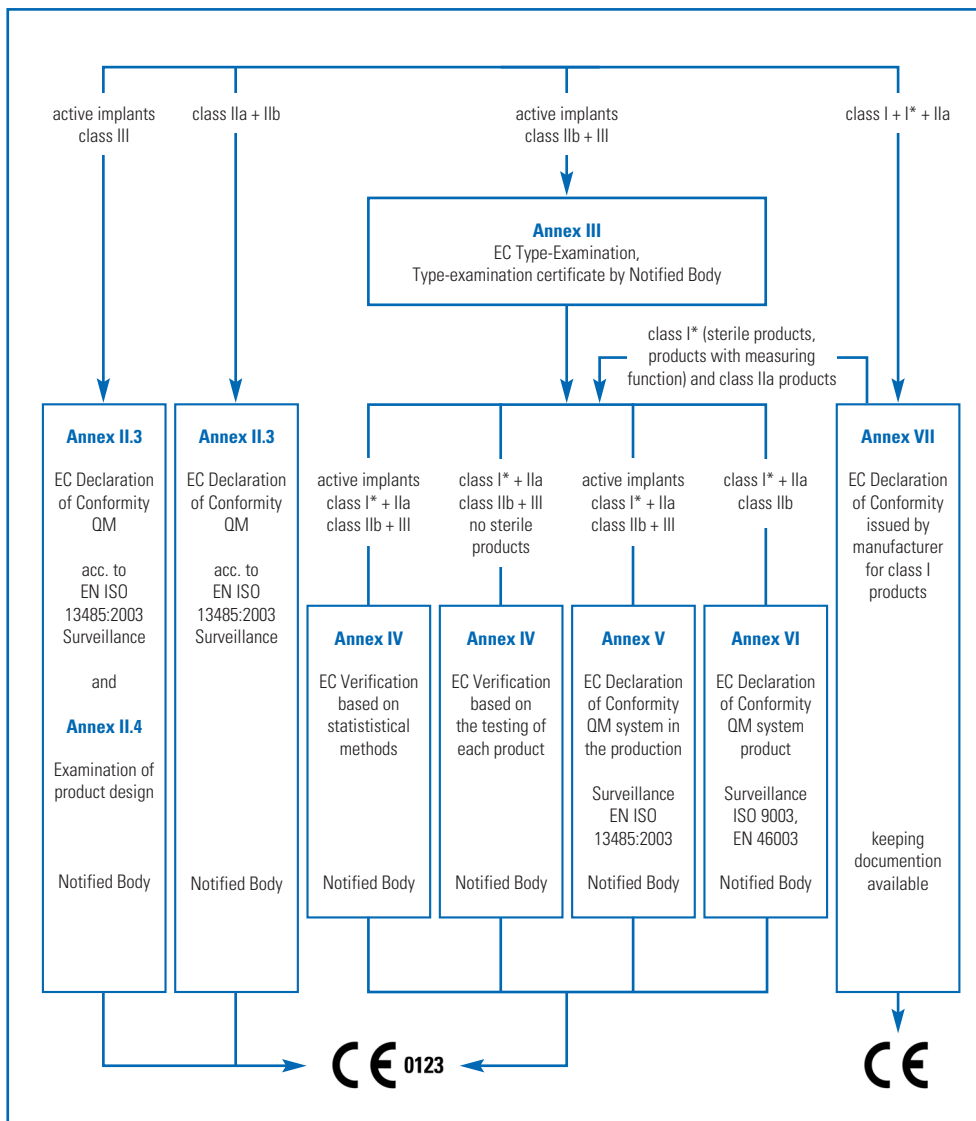 active implants
class III
class IIa + IIb
active implants
class IIb + III
class I + I* + IIa
Annex III
EC Type-Examination,
Type-examination certificate by Notified Body
class I* (sterile products,
products with measuring
function) and class IIa products
Annex II.3
EC Declaration
of Conformity
QM
acc. to
EN ISO
13485:2003
Surveillance
and
Annex II.4
Examination of
product design
Notified Body
Annex II.3
EC Declaration
of Conformity
QM
acc. to
EN ISO
13485:2003
Surveillance
Notified Body
active implants
class I* + IIa
class IIb + III
Annex IV
EC Verification
based on
statististical
methods
Notified Body
class I* + IIa
class IIb + III
no sterile
products
Annex IV
EC Verification
based on
the testing of
each product
Notified Body
active implants
class I* + IIa
class IIb + III
Annex V
EC Declaration
of Conformity
QM system in
the production
Surveillance
EN ISO
13485:2003
Notified Body
class I* + IIa
class IIb
Annex VI
EC Declaration
of Conformity
QM system
product
Surveillance
ISO 9003,
EN 46003
Notified Body
Annex VII
EC Declaration
of Conformity
issued by
manufacturer
for class I
products
keeping
documention
available
CE 0123
CE